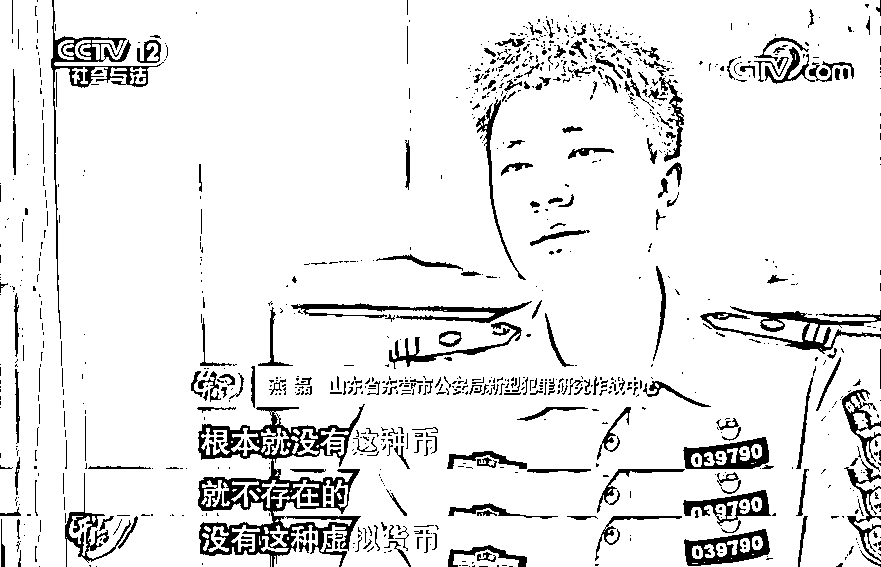 CCTV 12
社会与法
CTV com
燕磊 山东省东营市公安局新型犯罪研究作战中心
根本就没有这种币
039790
就不存在的
039790
没有这种虚拟货币
039790